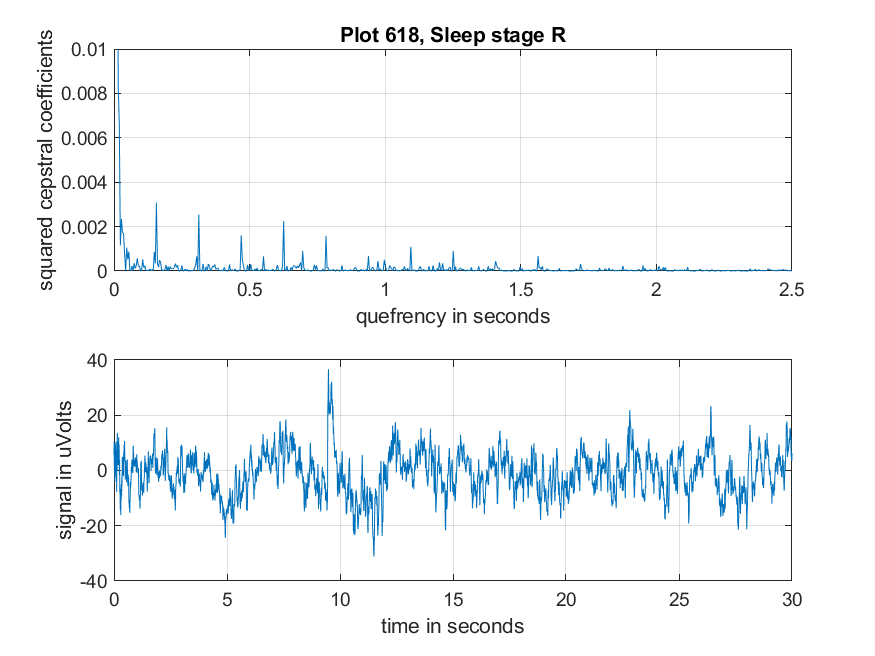 Plot 618, Sleep stage R
squared cepstral coefficients
0.01
0.008
0.006
0.004
0.002
0
0 0.5 1 1.5 2 2.5
quefrency in seconds
signal in uVolts
40
20
0
-20
-40
0 5 10 15 20 25 30
time in seconds